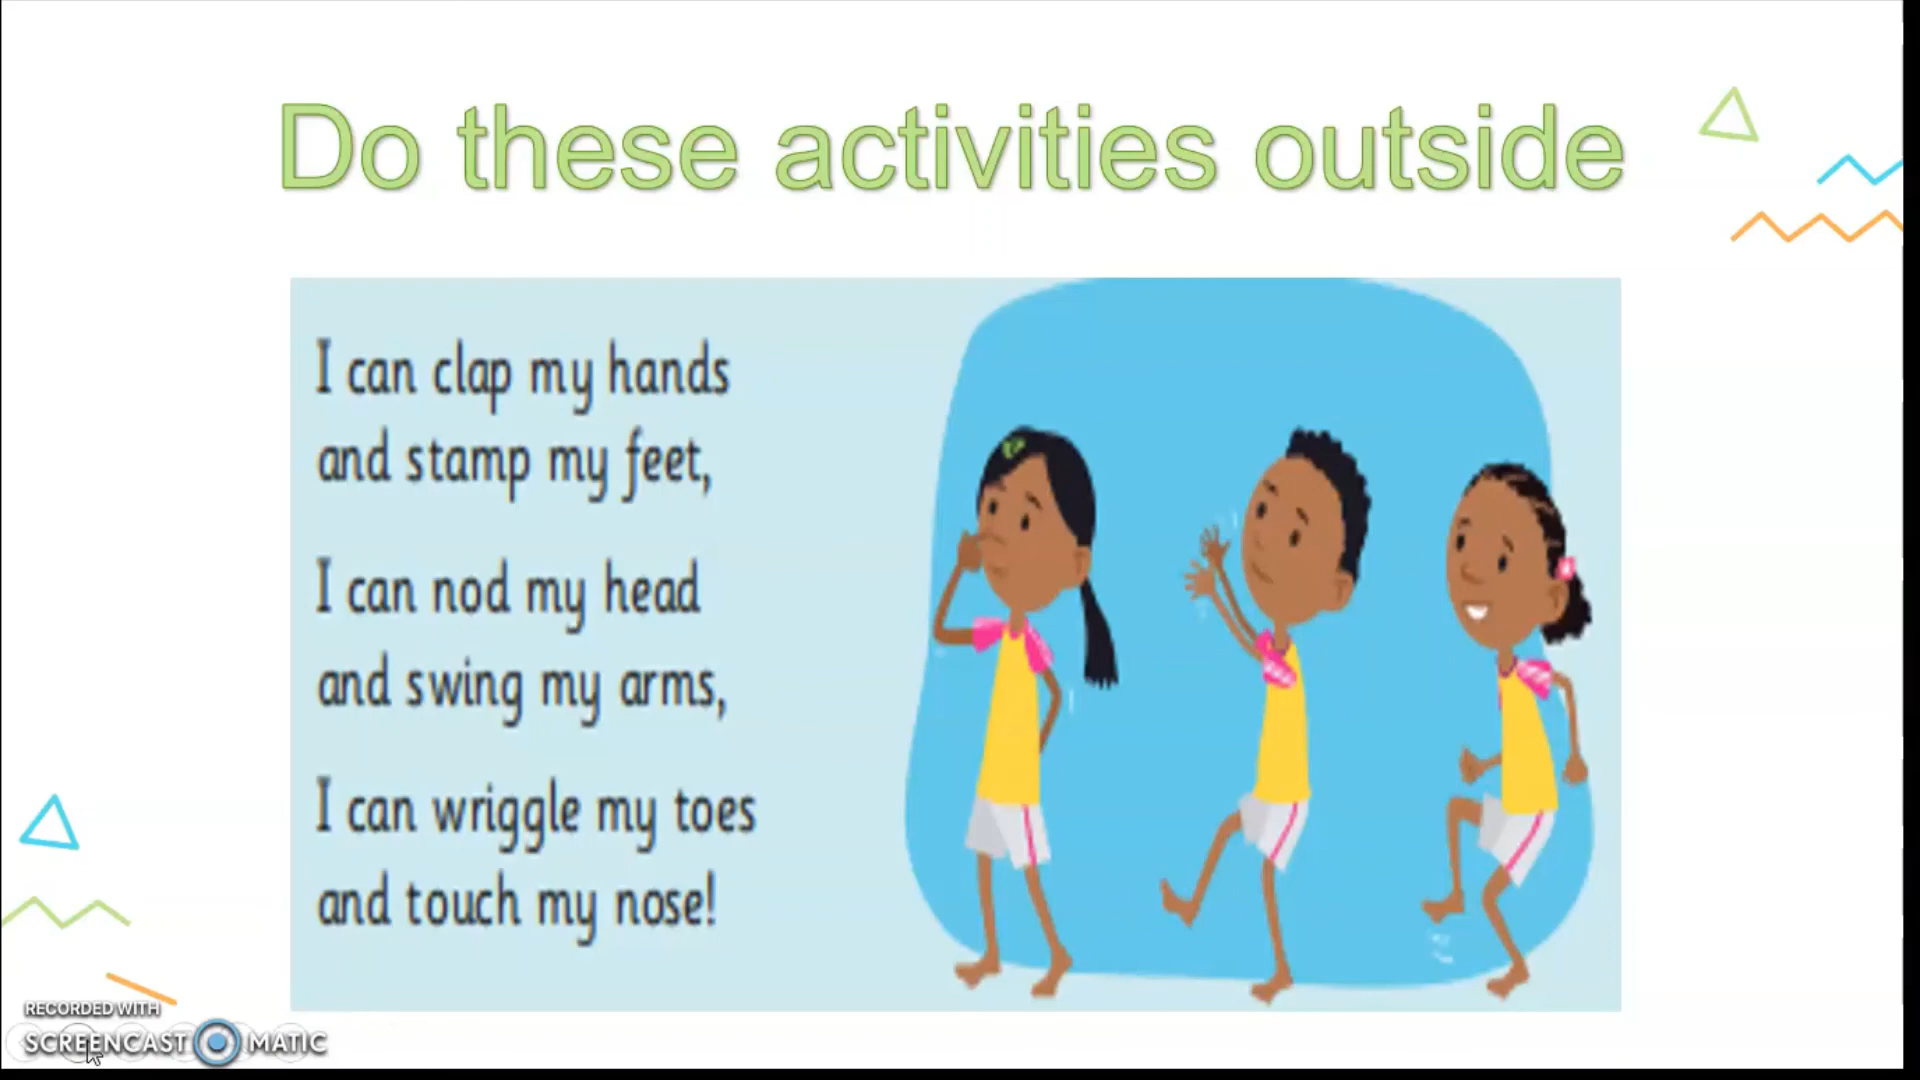 Do these activities outside
I can clap my hands
and stamp my feet,
I can nod my head
and swing my arms,
I can wriggle my toes
and touch my nose!
RECORDED WITH
SCREENCAST MATIC